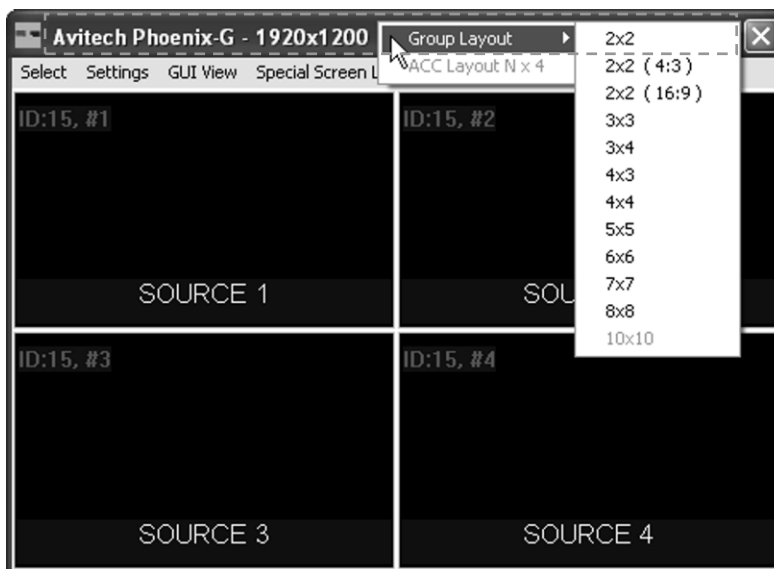 Avitech Phoenix-G - 1920x1200
Select Settings GUI View Special Screen L
Group Layout
ACC Layout N x 4
2x2
2x2 ( 4:3 )
2x2 ( 16:9 )
3x3
3x4
4x3
4x4
5x5
6x6
7x7
8x8
10x10
ID:15, #1
SOURCE 1
ID:15, #2
SOU
ID:15, #3
SOURCE 3
ID:15, #4
SOURCE 4